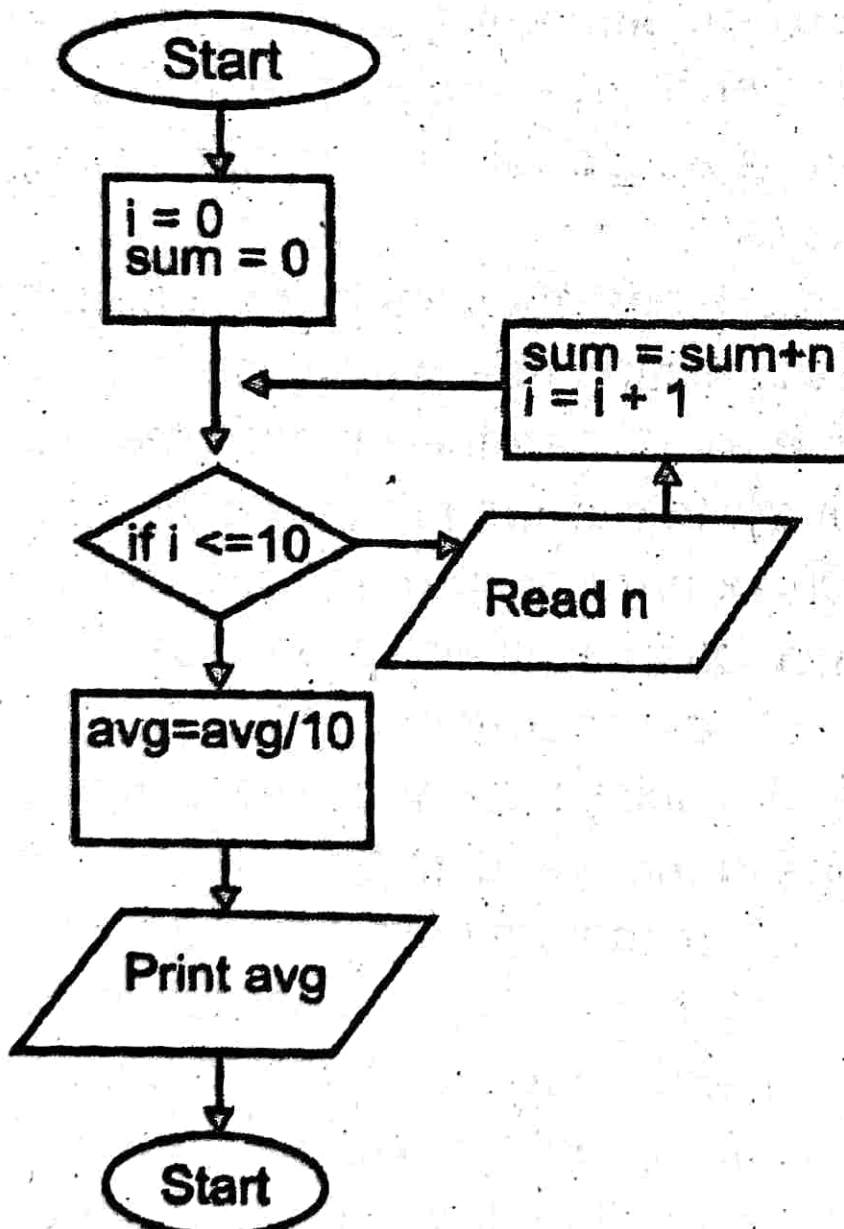 Start
i = 0
sum = 0
sum = sum+n
i = i + 1
if i <=10
Read n
avg=avg/10
Print avg
Start